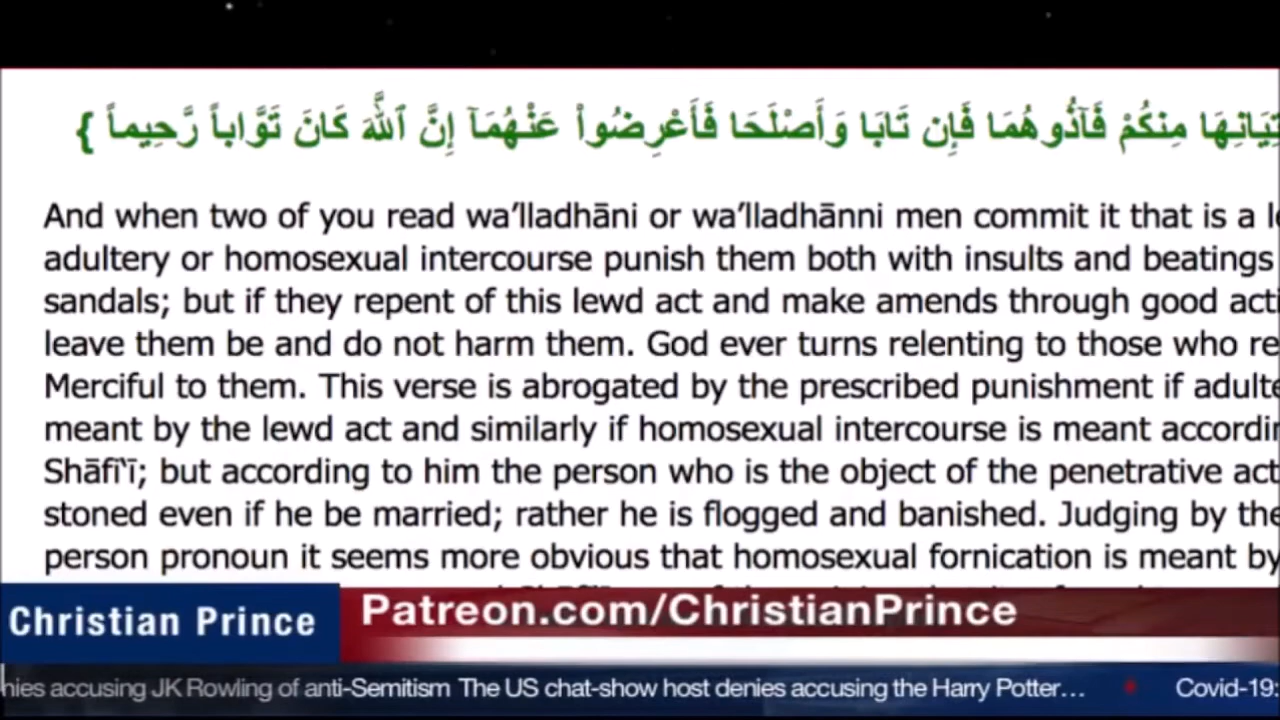 تِيَانِهَا مِنكُمْ فَآذُوهُمَا فَإِن تَابَا وَأَصْلَحَا فَأَعْرِضُواْ عَنْهُمَآ إِنَّ ٱللَّهَ كَانَ تَوَّاباً رَّحِيماً }
And when two of you read wa’lladhāni or wa’lladhānni men commit it that is a l
adultery or homosexual intercourse punish them both with insults and beatings
sandals; but if they repent of this lewd act and make amends through good acti
leave them be and do not harm them. God ever turns relenting to those who re
Merciful to them. This verse is abrogated by the prescribed punishment if adulte
meant by the lewd act and similarly if homosexual intercourse is meant accordin
Shāfi‘ī; but according to him the person who is the object of the penetrative act
stoned even if he be married; rather he is flogged and banished. Judging by the
person pronoun it seems more obvious that homosexual fornication is meant by
Christian Prince
Patreon.com/ChristianPrince
nies accusing JK Rowling of anti-Semitism The US chat-show host denies accusing the Harry Potter… Covid-19: